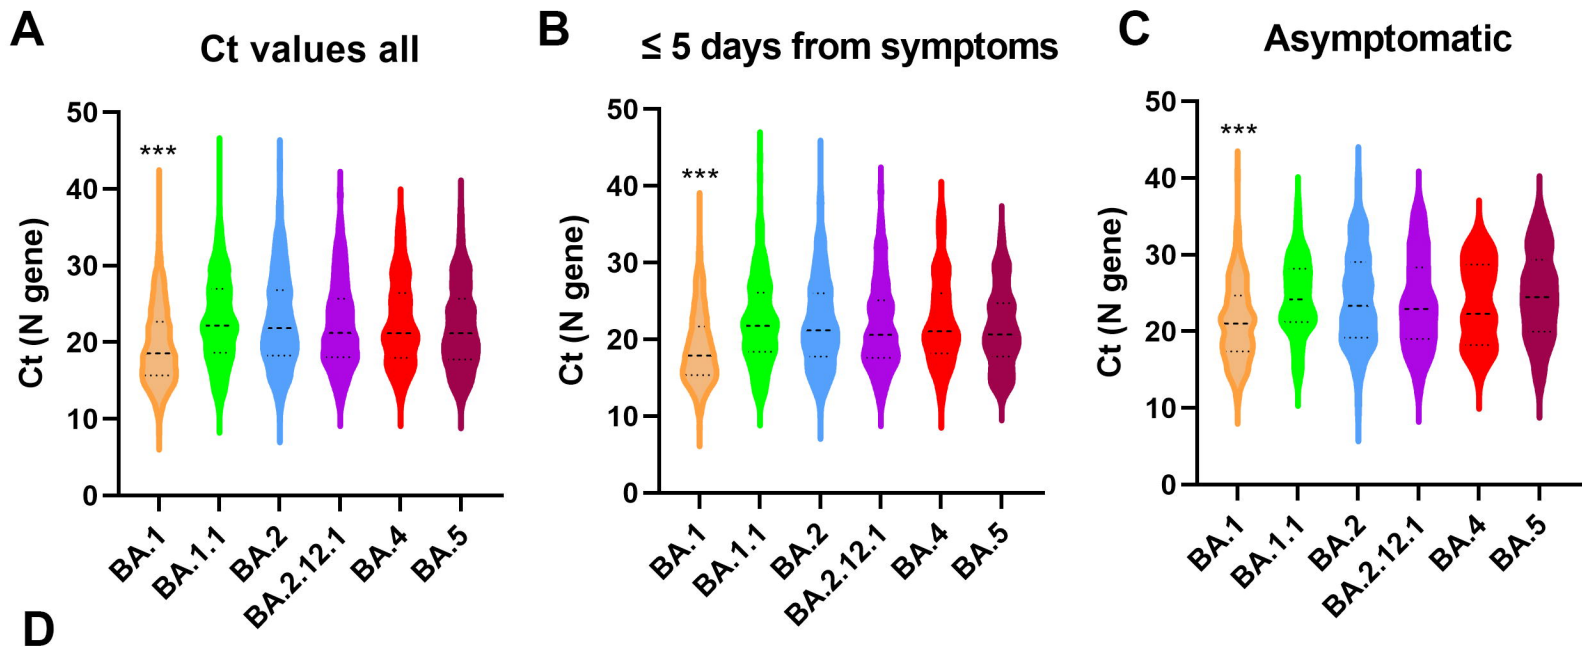 A
Ct values all
Ct (N gene)
50
40
30
20
10
0
***
BA.1
BA.1.1
BA.2
BA.2.12.1
BA.4
BA.5
B
≤ 5 days from symptoms
Ct (N gene)
50
40
30
20
10
0
***
BA.1
BA.1.1
BA.2
BA.2.12.1
BA.4
BA.5
C
Asymptomatic
Ct (N gene)
50
40
30
20
10
0
***
BA.1
BA.1.1
BA.2
BA.2.12.1
BA.4
BA.5
D